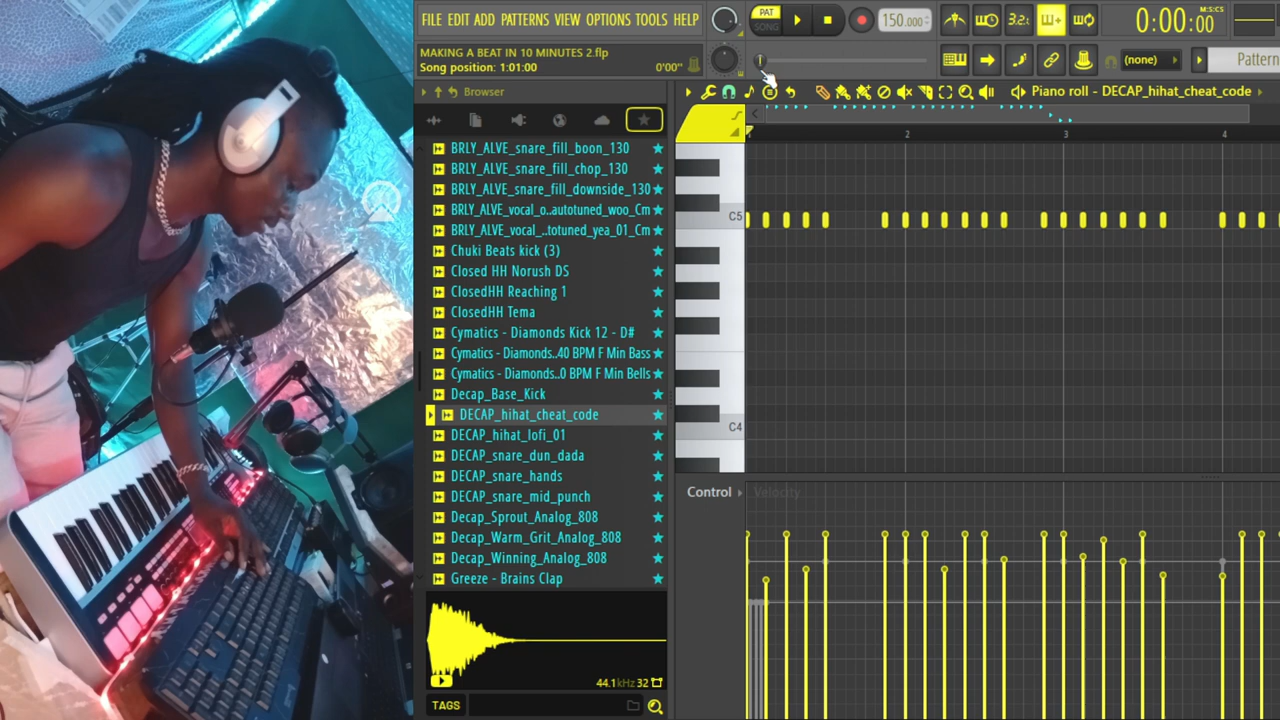 FILE EDIT ADD PATTERNS VIEW OPTIONS TOOLS HELP
PAT
SONG
150.000
3.2.
0:00:00
M:S:CS
MAKING A BEAT IN 10 MINUTES 2.flp
Song position: 1:01:00
0'00"
(none)
Pattern
Browser
Piano roll - DECAP_hihat_cheat_code
2
3
4
BRLY_ALVE_snare_fill_boon_130
BRLY_ALVE_snare_fill_chop_130
BRLY_ALVE_snare_fill_downside_130
BRLY_ALVE_vocal_o..autotuned_woo_Cm
BRLY_ALVE_vocal_..totuned_yea_01_Cm
Chuki Beats kick (3)
Closed HH Norush DS
ClosedHH Reaching 1
ClosedHH Tema
Cymatics - Diamonds Kick 12 - D#
Cymatics - Diamonds..40 BPM F Min Bass
Cymatics - Diamonds..0 BPM F Min Bells
Decap_Base_Kick
DECAP_hihat_cheat_code
DECAP_hihat_lofi_01
DECAP_snare_dun_dada
DECAP_snare_hands
DECAP_snare_mid_punch
Decap_Sprout_Analog_808
Decap_Warm_Grit_Analog_808
Decap_Winning_Analog_808
Greeze - Brains Clap
C5
C4
Control
Velocity
44.1kHz 32
TAGS